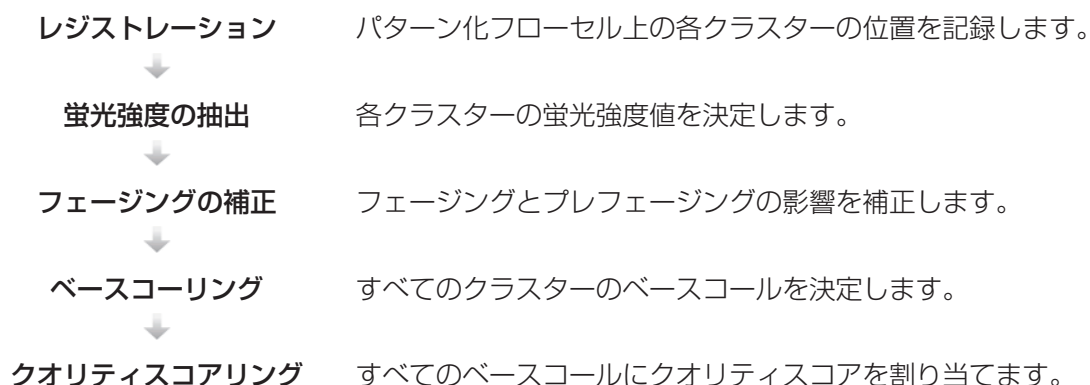 レジストレーション パターン化フローセル上の各クラスターの位置を記録します。
蛍光強度の抽出 各クラスターの蛍光強度値を決定します。
フェージングの補正 フェージングとプレフェージングの影響を補正します。
ベースコーリング すべてのクラスターのベースコールを決定します。
クオリティスコアリング すべてのベースコールにクオリティスコアを割り当てます。